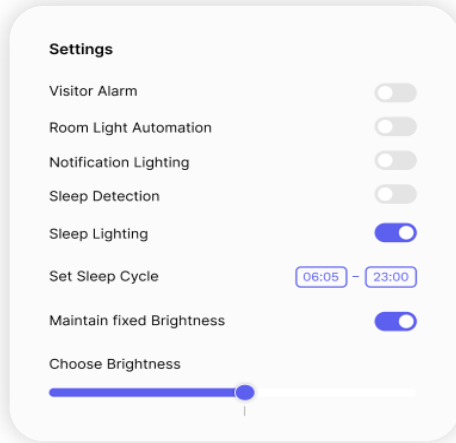 Settings
Visitor Alarm
Room Light Automation
Notification Lighting
Sleep Detection
Sleep Lighting
Set Sleep Cycle 06:05 – 23:00
Maintain fixed Brightness
Choose Brightness